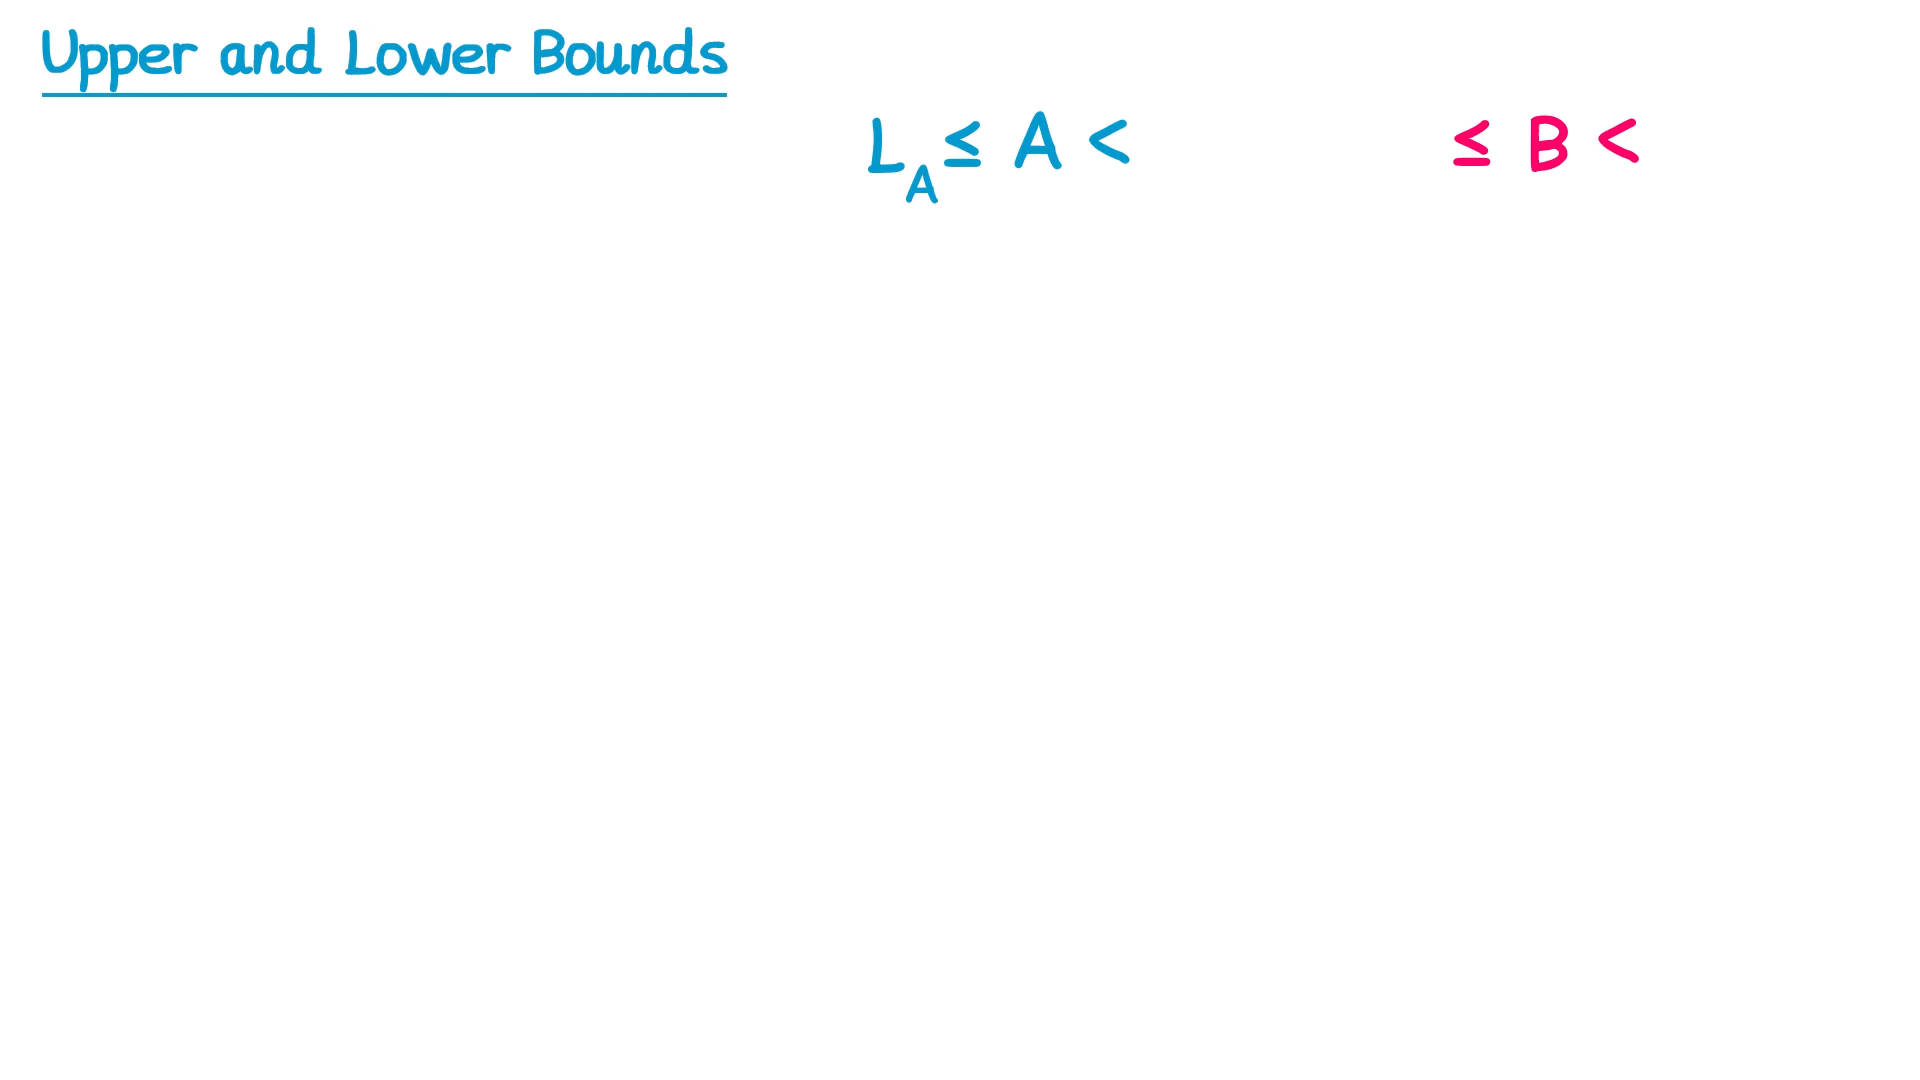 Upper and Lower Bounds
L_A ≤ A < ≤ B <